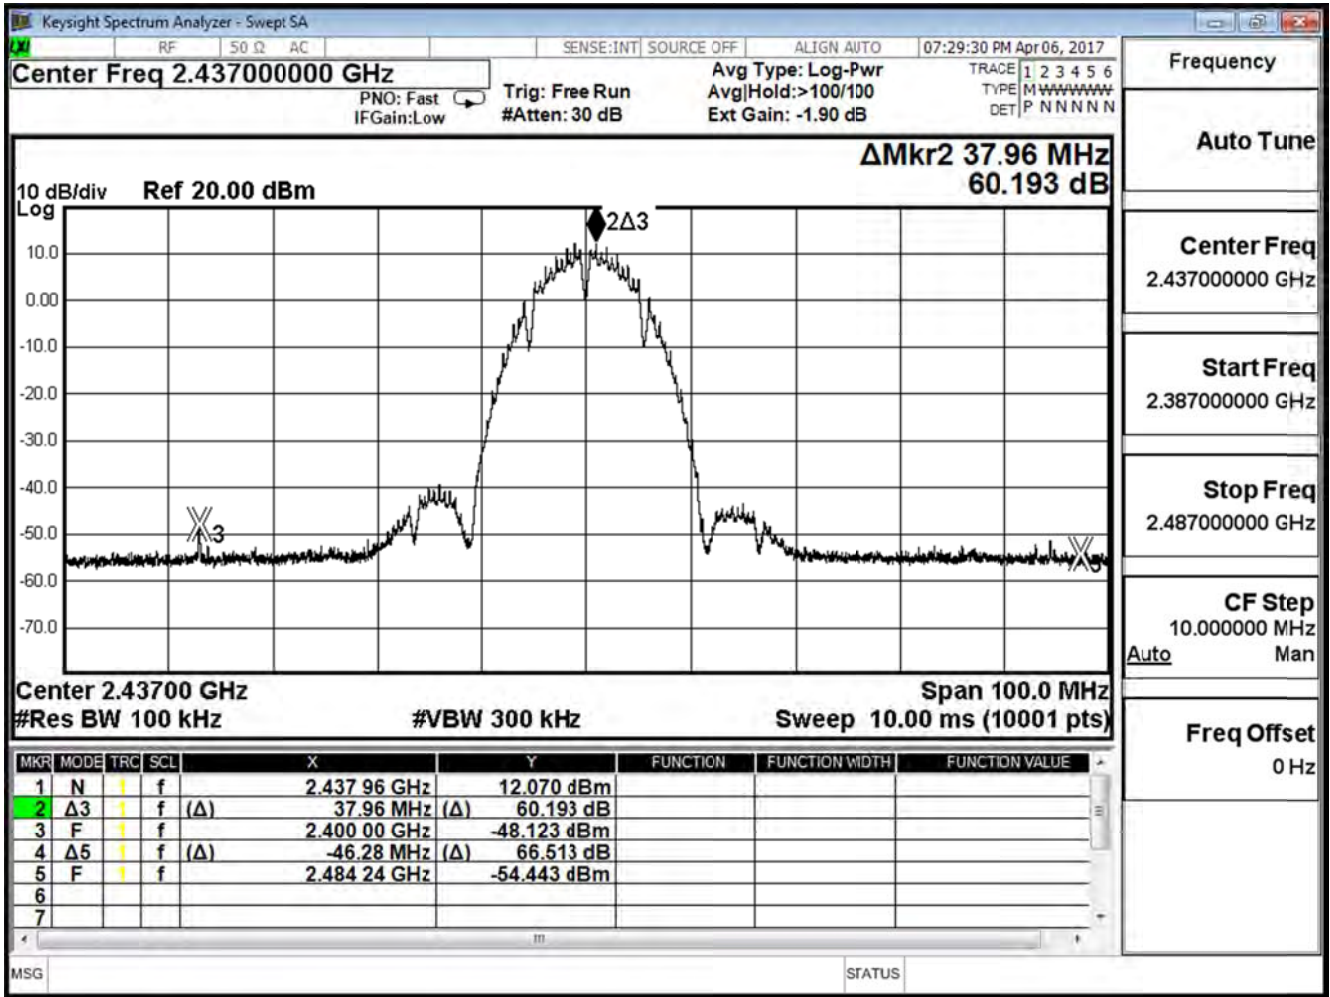 Keysight Spectrum Analyzer - Swept SA
LXI RF 50 Ω AC SENSE:INT SOURCE OFF ALIGN AUTO 07:29:30 PM Apr 06, 2017
Center Freq 2.437000000 GHz
PNO: Fast
IFGain:Low
Trig: Free Run
#Atten: 30 dB
Avg Type: Log-Pwr
Avg|Hold:>100/100
Ext Gain: -1.90 dB
TRACE 1 2 3 4 5 6
TYPE M WWWWW
DET P N N N N N
ΔMkr2 37.96 MHz
60.193 dB
10 dB/div Ref 20.00 dBm
Log
2Δ3
10.0
0.00
-10.0
-20.0
-30.0
-40.0
-50.0
-60.0
-70.0
3
5
Center 2.43700 GHz Span 100.0 MHz
#Res BW 100 kHz #VBW 300 kHz Sweep 10.00 ms (10001 pts)
MKR MODE TRC SCL X Y FUNCTION FUNCTION WIDTH FUNCTION VALUE
1 N 1 f 2.437 96 GHz 12.070 dBm
2 Δ3 1 f (Δ) 37.96 MHz (Δ) 60.193 dB
3 F 1 f 2.400 00 GHz -48.123 dBm
4 Δ5 1 f (Δ) -46.28 MHz (Δ) 66.513 dB
5 F 1 f 2.484 24 GHz -54.443 dBm
6
7
MSG STATUS
Frequency
Auto Tune
Center Freq
2.437000000 GHz
Start Freq
2.387000000 GHz
Stop Freq
2.487000000 GHz
CF Step
10.000000 MHz
Auto Man
Freq Offset
0 Hz